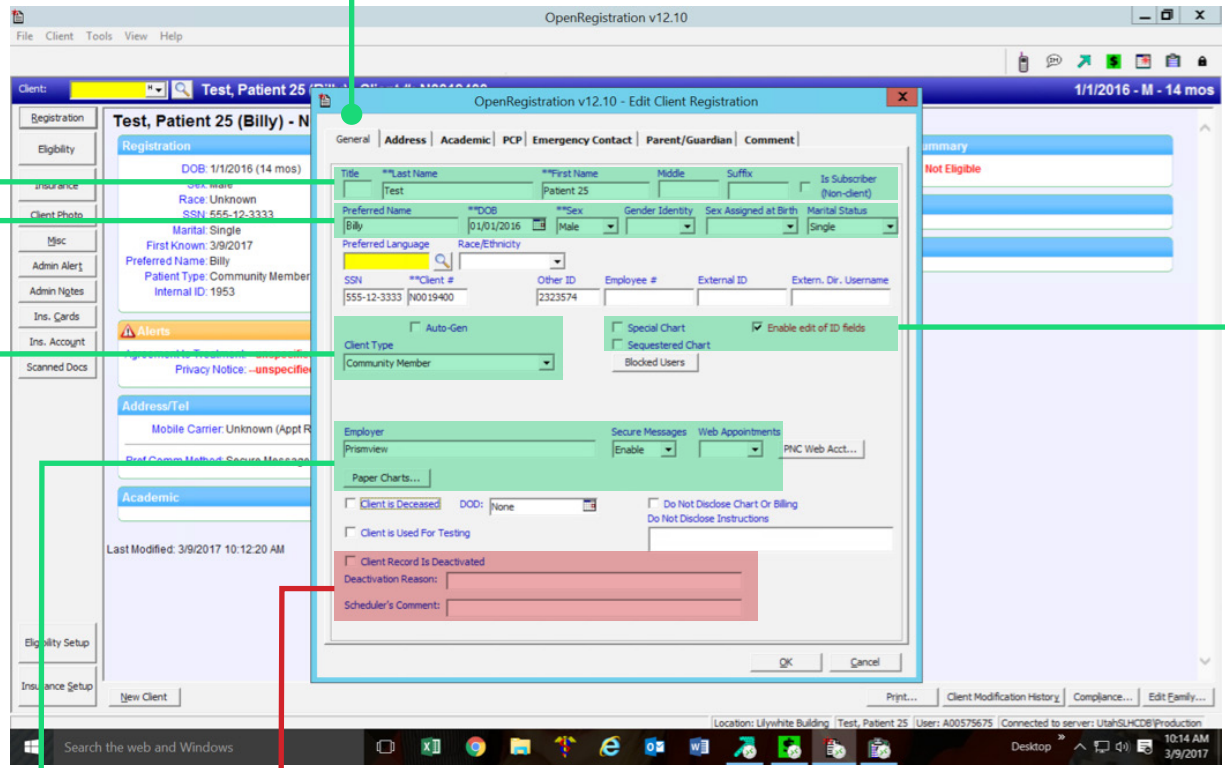 OpenRegistration v12.10
File Client Tools View Help
Client: Test, Patient 25 1/1/2016 - M - 14 mos
Registration
Eligibility
Insurance
Client Photo
Misc
Admin Alert
Admin Notes
Ins. Cards
Ins. Account
Scanned Docs
Eligibility Setup
Insurance Setup
Test, Patient 25 (Billy) - N
Registration
DOB: 1/1/2016 (14 mos)
Sex: Male
Race: Unknown
SSN: 555-12-3333
Marital: Single
First Known: 3/9/2017
Preferred Name: Billy
Patient Type: Community Member
Internal ID: 1953
Alerts
Privacy Notice: --unspecifie
Address/Tel
Mobile Carrier: Unknown (Appt R
Pref Comm Method: Secure Message
Academic
Last Modified: 3/9/2017 10:12:20 AM
New Client
OpenRegistration v12.10 - Edit Client Registration
General Address Academic PCP Emergency Contact Parent/Guardian Comment
Title **Last Name **First Name Middle Suffix Is Subscriber
(Non-client)
Test Patient 25
Preferred Name **DOB **Sex Gender Identity Sex Assigned at Birth Marital Status
Billy 01/01/2016 Male Single
Preferred Language Race/Ethnicity
SSN **Client # Other ID Employee # External ID Extern. Dir. Username
555-12-3333 N0019400 2323574
Auto-Gen Special Chart Enable edit of ID fields
Client Type Sequestered Chart
Community Member Blocked Users
Employer Secure Messages Web Appointments
Prismview Enable PNC Web Acct...
Paper Charts...
Client is Deceased DOD: None Do Not Disclose Chart Or Billing
Do Not Disclose Instructions
Client is Used For Testing
Client Record Is Deactivated
Deactivation Reason:
Scheduler's Comment:
OK Cancel
ummary
Not Eligible
Print... Client Modification History Compliance... Edit Family...
Location: Lilywhite Building Test, Patient 25 User: A00575675 Connected to server: UtahSLHCDB\Production
Search the web and Windows
Desktop 10:14 AM
3/9/2017